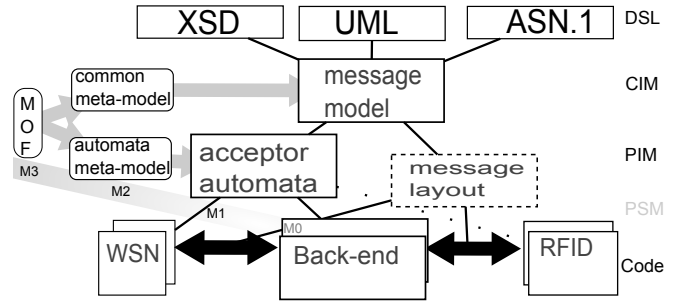 XSD
UML
ASN.1
DSL
common
meta-model
message
model
CIM
M
O
F
automata
meta-model
acceptor
automata
message
layout
PIM
M3
M2
M1
PSM
M0
WSN
Back-end
RFID
Code